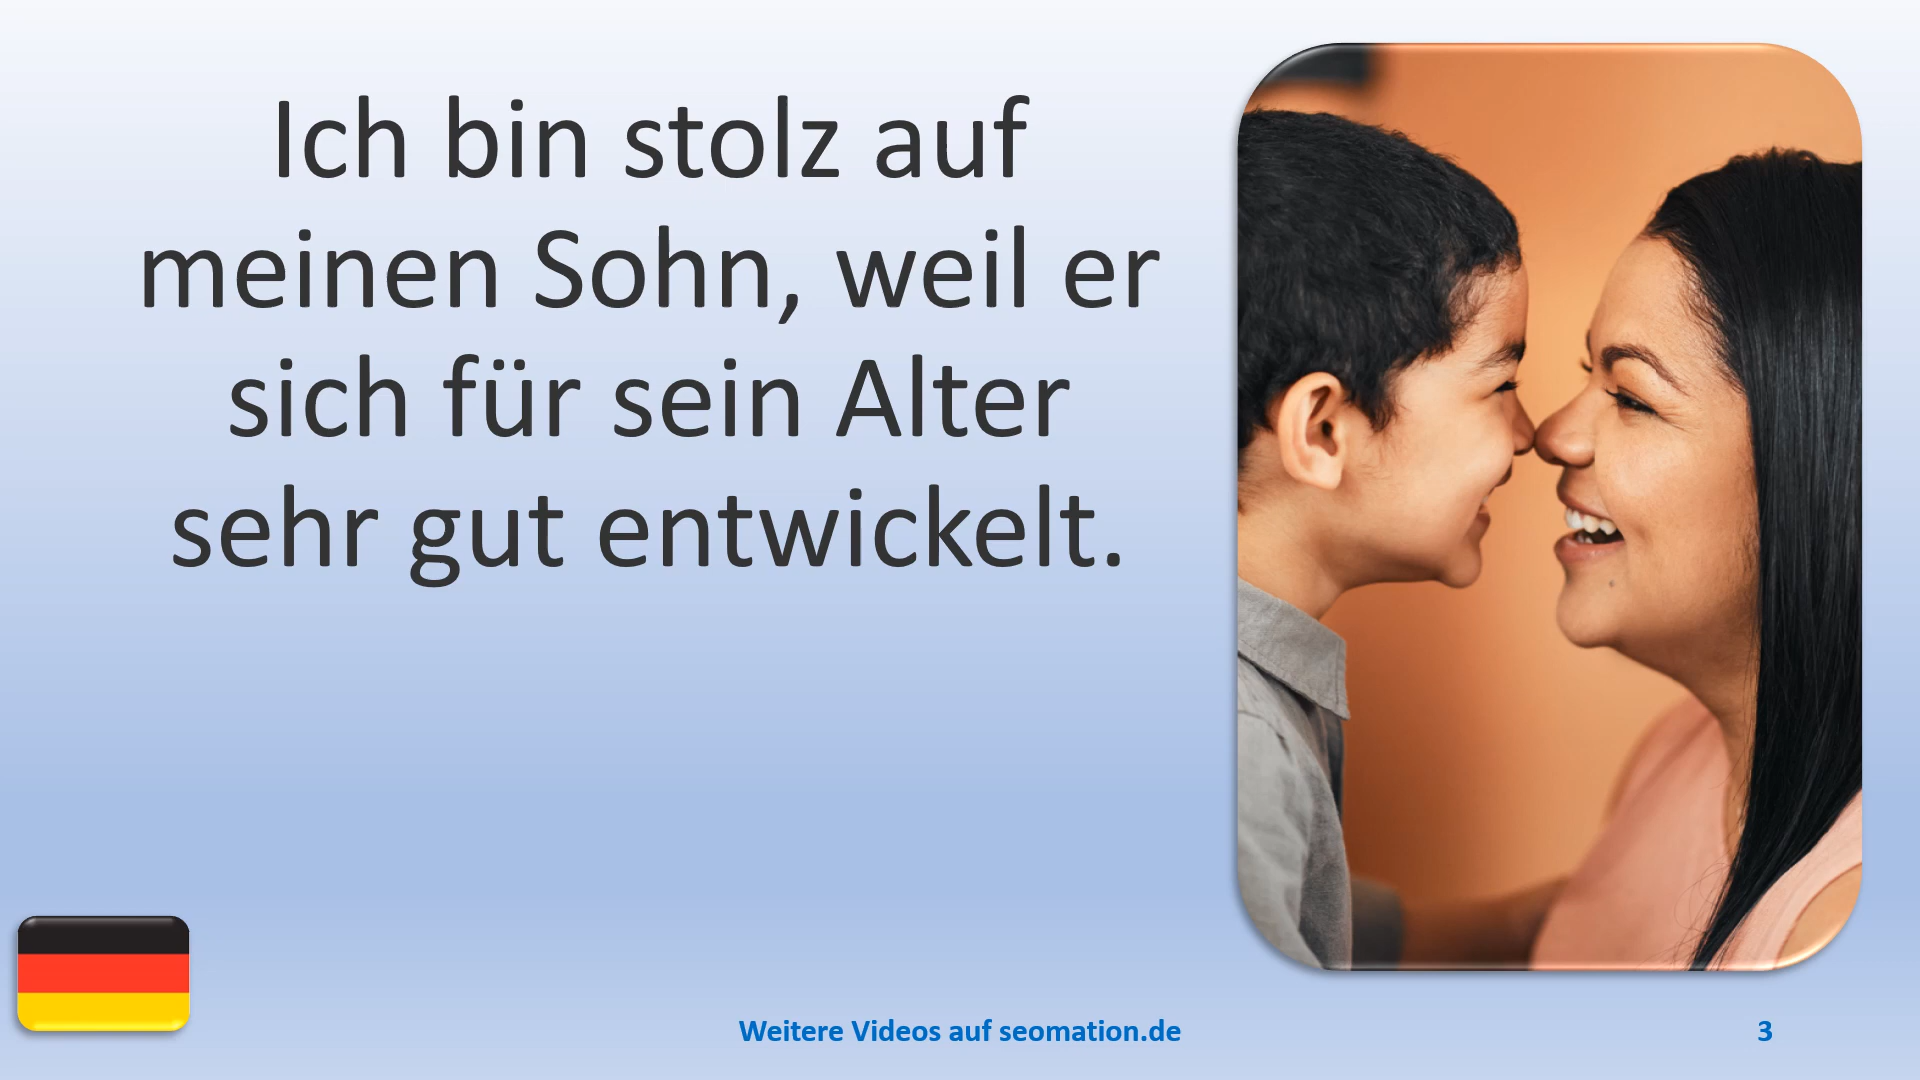 Ich bin stolz auf
meinen Sohn, weil er
sich für sein Alter
sehr gut entwickelt.
Weitere Videos auf seomation.de
3